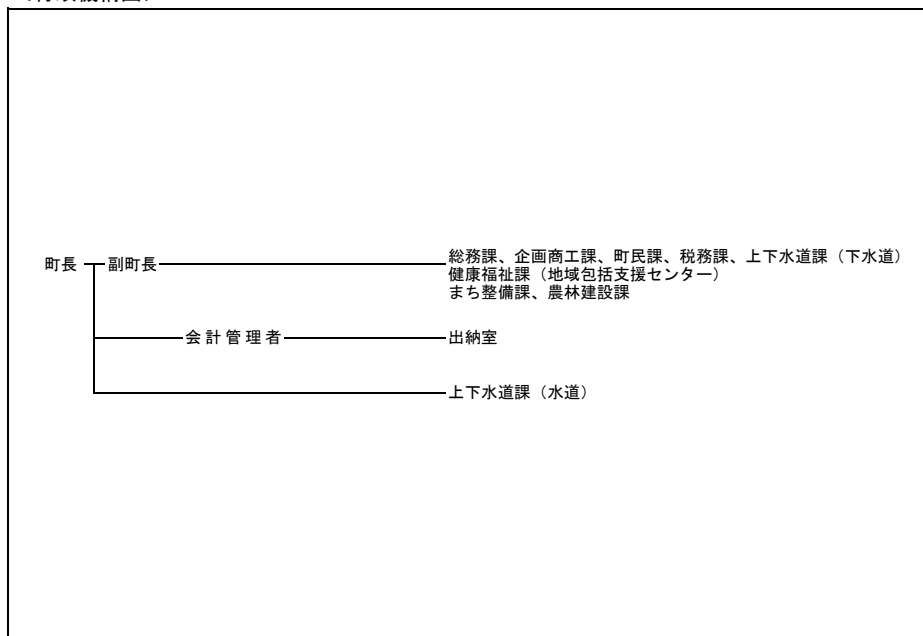 町長 副町長 総務課、企画商工課、町民課、税務課、上下水道課（下水道）
健康福祉課（地域包括支援センター）
まち整備課、農林建設課
会計管理者 出納室
上下水道課（水道）